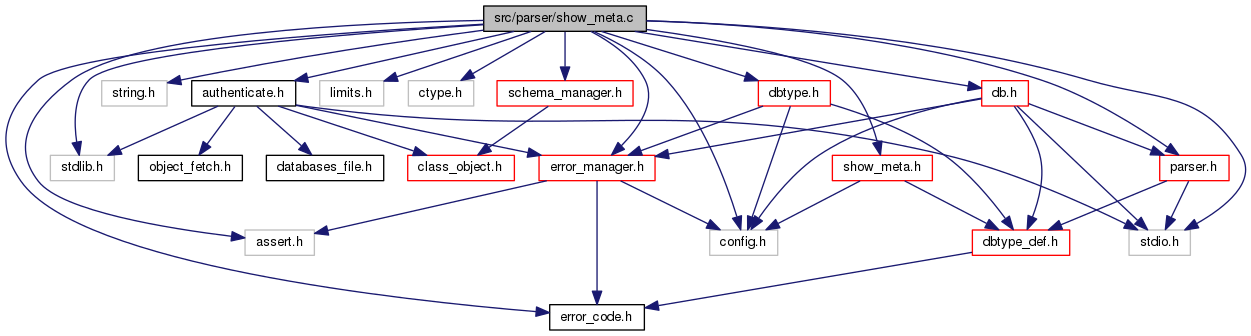 src/parser/show_meta.c
string.h
authenticate.h
limits.h
ctype.h
schema_manager.h
dbtype.h
db.h
stdlib.h
object_fetch.h
databases_file.h
class_object.h
error_manager.h
show_meta.h
parser.h
assert.h
config.h
dbtype_def.h
stdio.h
error_code.h